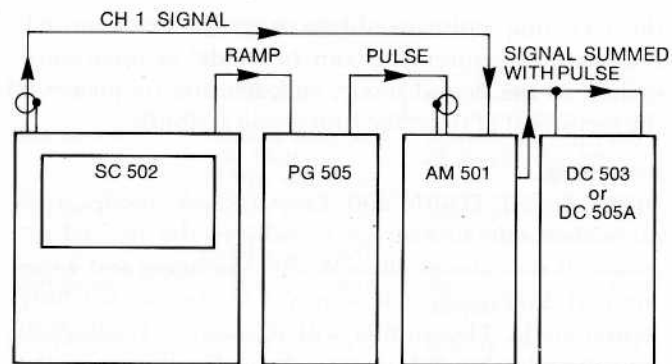 CH 1 SIGNAL
RAMP
PULSE
SIGNAL SUMMED
WITH PULSE
SC 502
PG 505
AM 501
DC 503
or
DC 505A